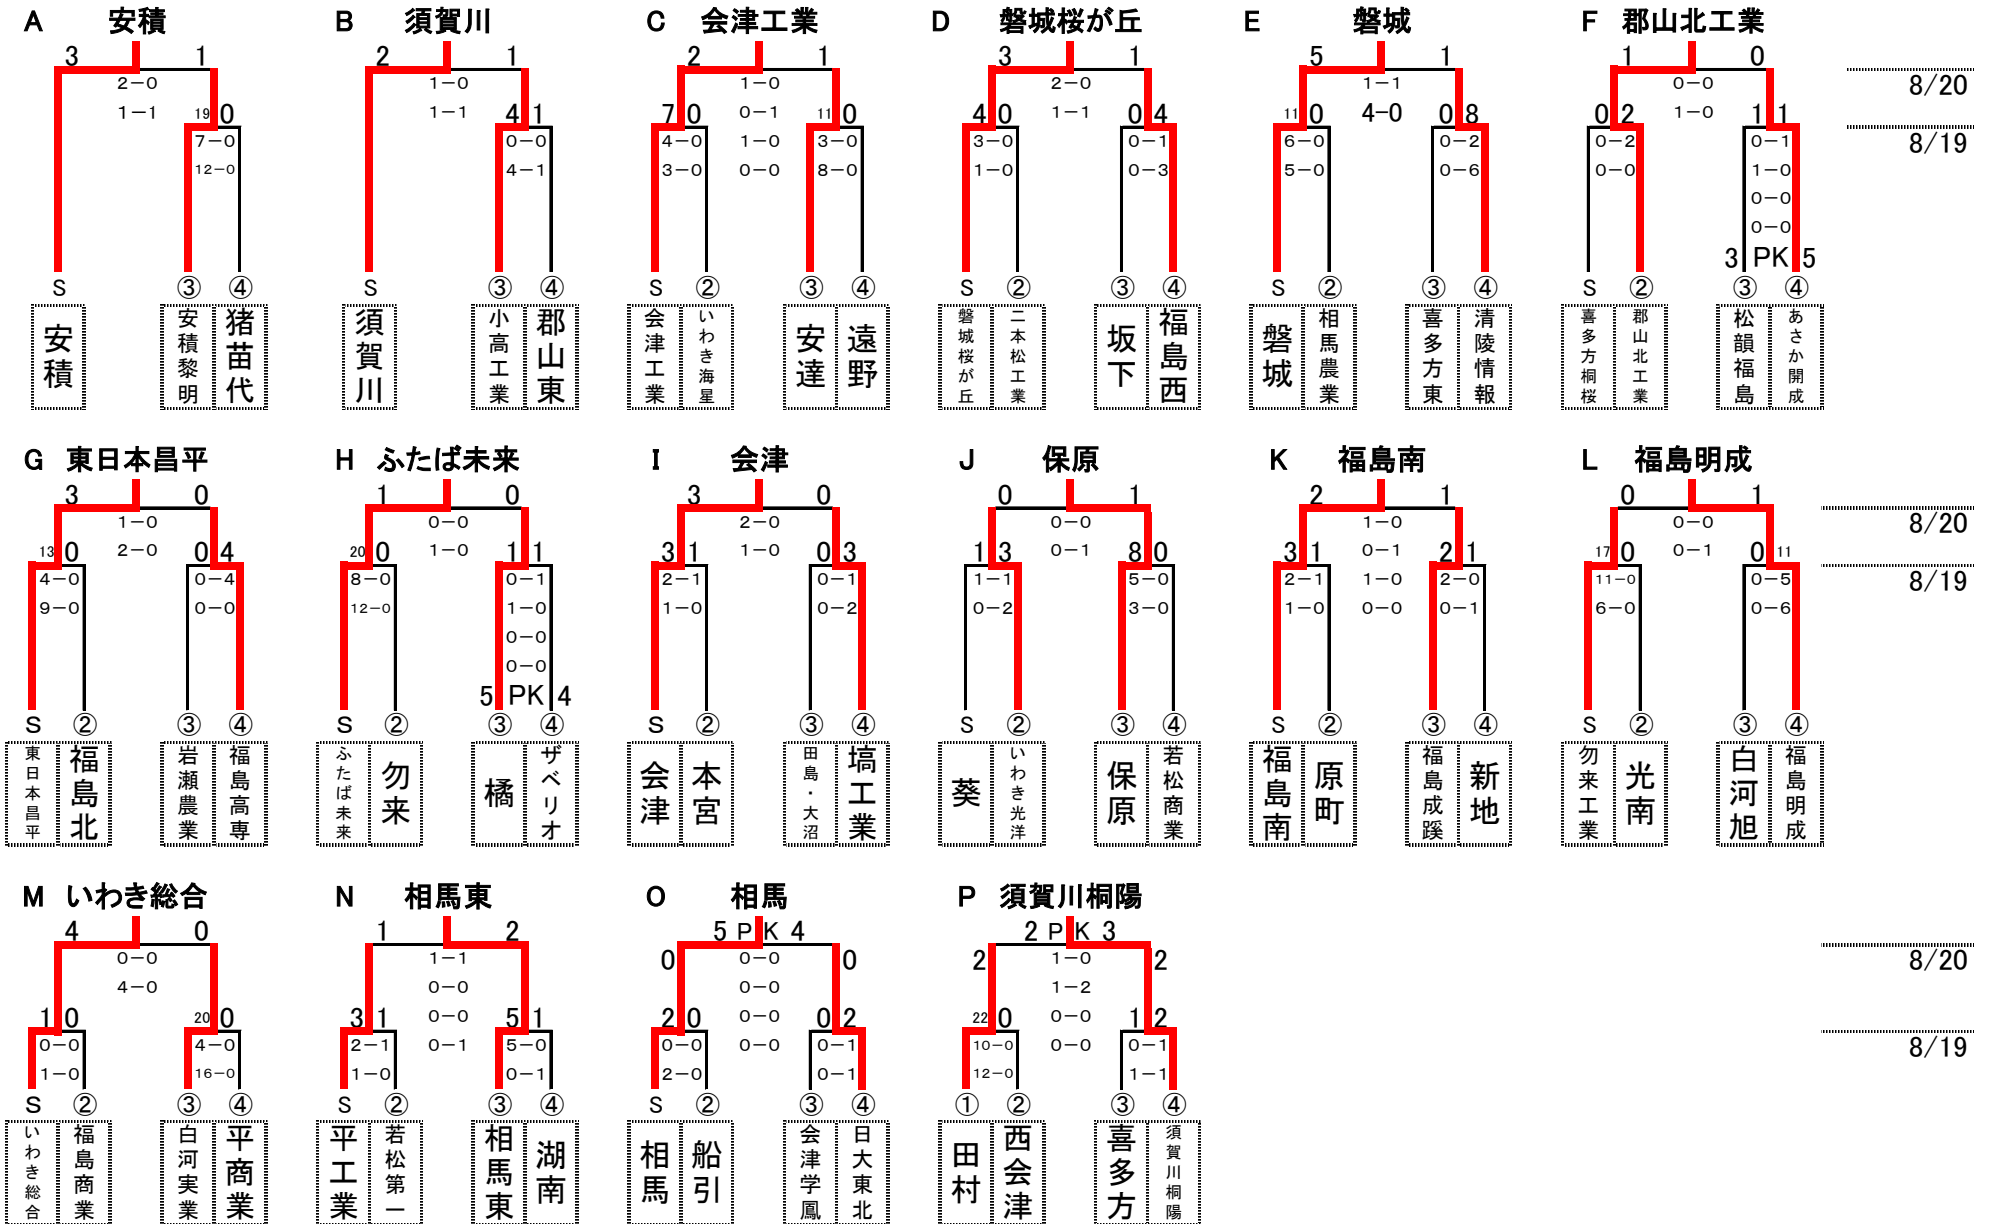 A 安積 B 須賀川 C 会津工業 D 磐城桜が丘 E 磐城 F 郡山北工業
3 1 2 1 2 1 3 1 5 1 1 0
2−0 1−0 1−0 2−0 1−1 0−0 8/20
1−1 1−1 0−1 1−1 4-0 1−0
19 0 4 1 7 0 11 0 4 0 0 4 11 0 0 8 0 2 1 1
7−0 0−0 4−0 1−0 3−0 3−0 0−1 6−0 0−2 0−2 0−1 8/19
12−0 4−1 3−0 0−0 8−0 1−0 0−3 5−0 0−6 0−0 1−0
0−0
0−0
3 PK 5
S ③ ④ S ③ ④ S ② ③ ④ S ② ③ ④ S ② ③ ④ S ② ③ ④
安積 安積黎明 猪苗代 須賀川 小高工業 郡山東 会津工業 いわき海星 安達 遠野 磐城桜が丘 二本松工業 坂下 福島西 磐城 相馬農業 喜多方東 清陵情報 喜多方桐桜 郡山北工業 松韻福島 あさか開成
G 東日本昌平 H ふたば未来 I 会津 J 保原 K 福島南 L 福島明成
3 0 1 0 3 0 0 1 2 1 0 1
1−0 0−0 2−0 0−0 1−0 0−0 8/20
2−0 1−0 1−0 0−1 0−1 0−1
13 0 0 4 20 0 1 1 3 1 0 3 1 3 8 0 3 1 2 1 17 0 0 11
4−0 0−4 8−0 0−1 2−1 0−1 1−1 5−0 2−1 1−0 2−0 11−0 0−5 8/19
9−0 0−0 12−0 1−0 1−0 0−2 0−2 3−0 1−0 0−0 0−1 6−0 0−6
0−0
0−0
5 PK 4
S ② ③ ④ S ② ③ ④ S ② ③ ④ S ② ③ ④ S ② ③ ④ S ② ③ ④
東日本昌平 福島北 岩瀬農業 福島高専 ふたば未来 勿来 橘 ザベリオ 会津 本宮 田島・大沼 塙工業 葵 いわき光洋 保原 若松商業 福島南 原町 福島成蹊 新地 勿来工業 光南 白河旭 福島明成
M いわき総合 N 相馬東 O 相馬 P 須賀川桐陽
4 0 1 2 5 P K 4 2 P K 3
0−0 1−1 0 0−0 0 2 1−0 2 8/20
4−0 0−0 0−0 1−2
1 0 20 0 3 1 0−0 5 1 2 0 0−0 0 2 22 0 0−0 1 2
0−0 4−0 2−1 0−1 5−0 0−0 0−0 0−1 10−0 0−0 0−1 8/19
1−0 16−0 1−0 0−1 2−0 0−1 12−0 1−1
S ② ③ ④ S ② ③ ④ S ② ③ ④ ① ② ③ ④
いわき総合 福島商業 白河実業 平商業 平工業 若松第一 相馬東 湖南 相馬 船引 会津学鳳 日大東北 田村 西会津 喜多方 須賀川桐陽